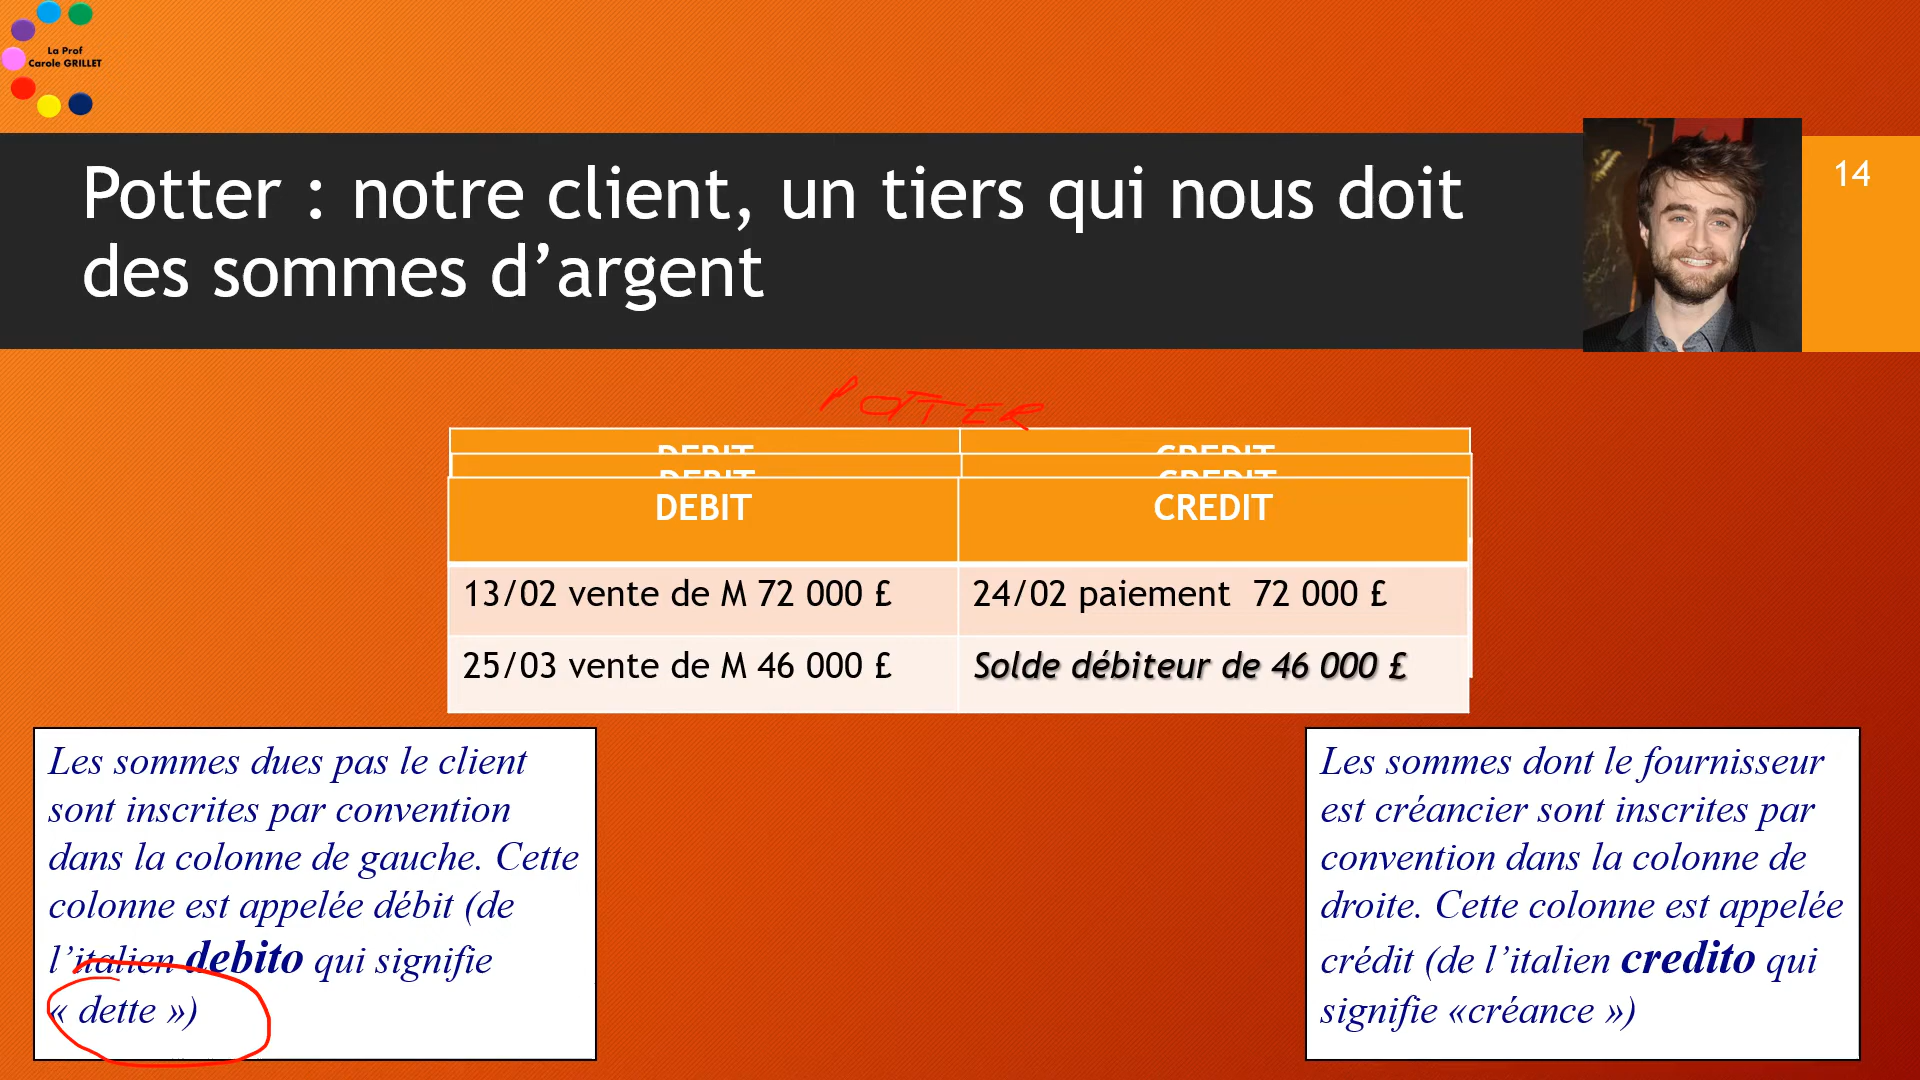 La Prof
Carole GRILLET
Potter : notre client, un tiers qui nous doit
des sommes d’argent
14
POTTER
DEBIT CREDIT
DEBIT CREDIT
DEBIT CREDIT
13/02 vente de M 72 000 £ 24/02 paiement 72 000 £
25/03 vente de M 46 000 £ Solde débiteur de 46 000 £
Les sommes dues pas le client
sont inscrites par convention
dans la colonne de gauche. Cette
colonne est appelée débit (de
l’italien debito qui signifie
« dette »)
Les sommes dont le fournisseur
est créancier sont inscrites par
convention dans la colonne de
droite. Cette colonne est appelée
crédit (de l’italien credito qui
signifie «créance »)